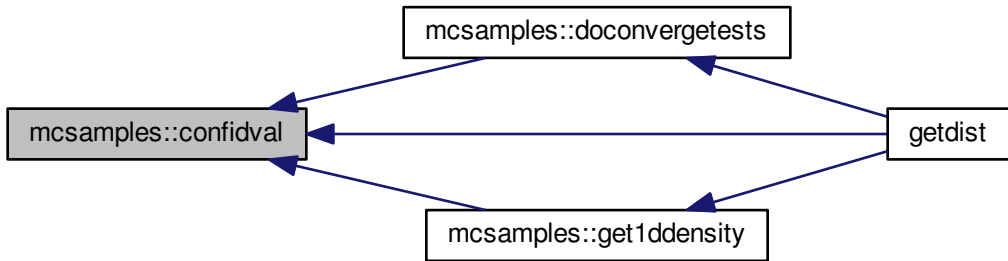 mcsamples::doconvergetests
mcsamples::confidval
getdist
mcsamples::get1ddensity